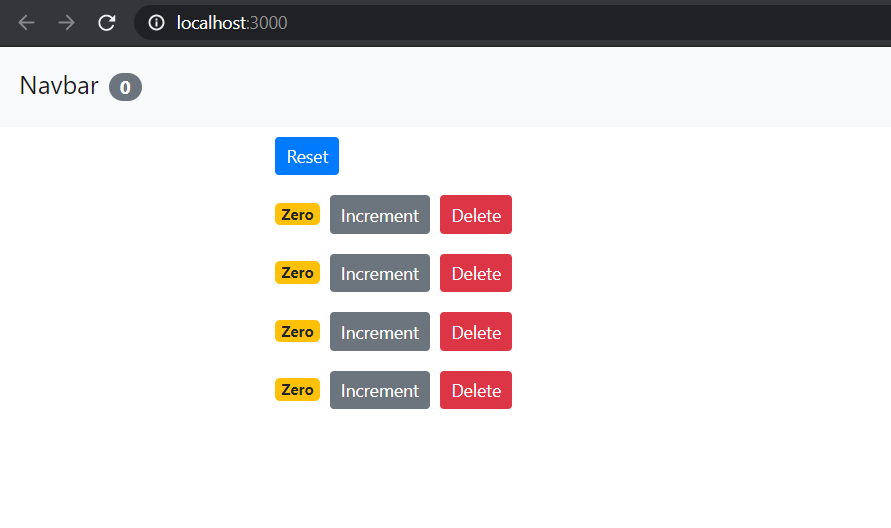 localhost:3000
Navbar 0
Reset
Zero Increment Delete
Zero Increment Delete
Zero Increment Delete
Zero Increment Delete